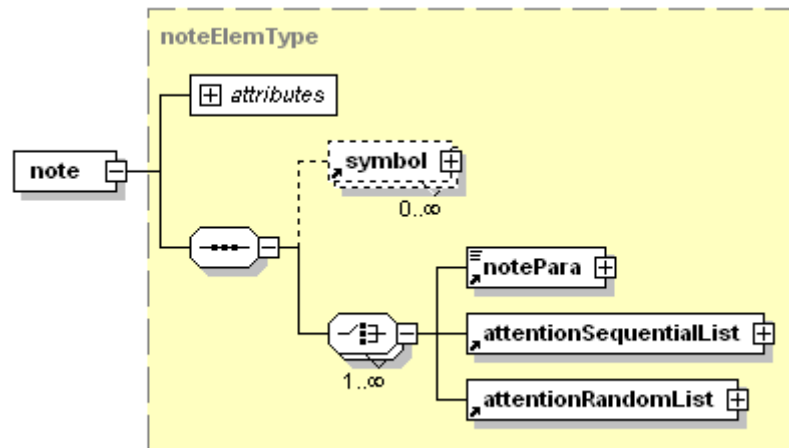 noteElemType
attributes
note
symbol
0..∞
notePara
attentionSequentialList
1..∞
attentionRandomList